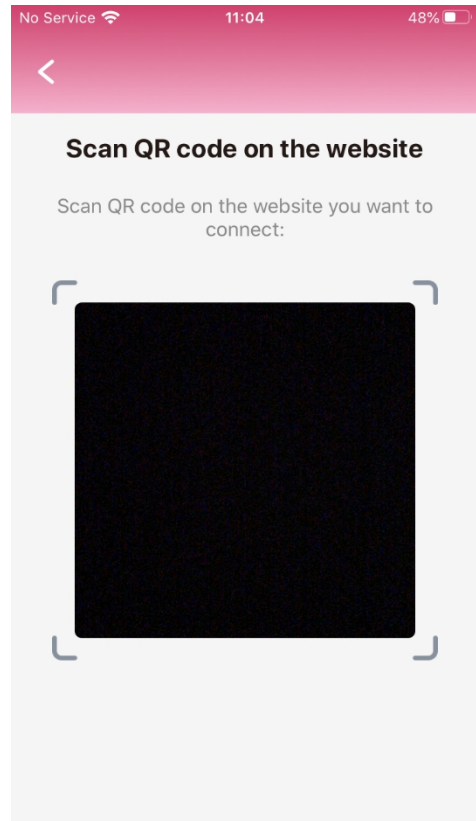 No Service 11:04 48%
Scan QR code on the website
Scan QR code on the website you want to
connect: